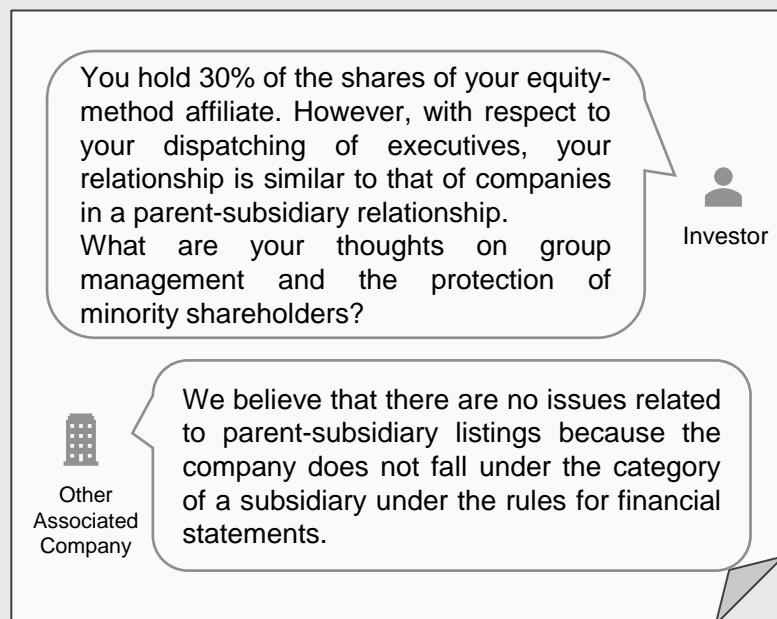 You hold 30% of the shares of your equity-
method affiliate. However, with respect to
your dispatching of executives, your
relationship is similar to that of companies
in a parent-subsidiary relationship.
What are your thoughts on group
management and the protection of
minority shareholders?
Investor
We believe that there are no issues related
to parent-subsidiary listings because the
company does not fall under the category
of a subsidiary under the rules for financial
statements.
Other
Associated
Company